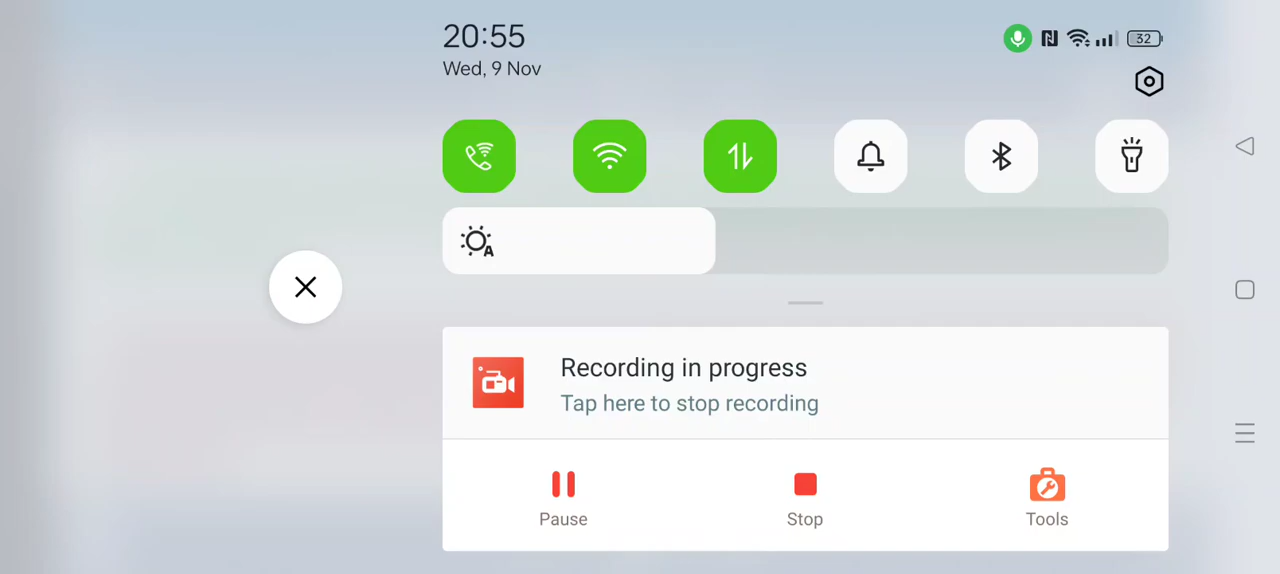 20:55
32
Wed, 9 Nov
A
Recording in progress
Tap here to stop recording
Pause
Stop
Tools